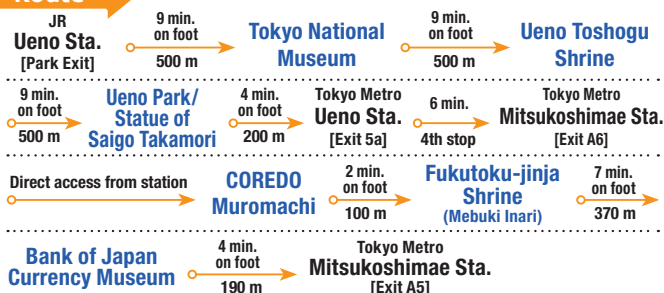 Route
JR
Ueno Sta.
[Park Exit]
9 min.
on foot
500 m
Tokyo National
Museum
9 min.
on foot
500 m
Ueno Toshogu
Shrine
9 min.
on foot
500 m
Ueno Park/
Statue of
Saigo Takamori
4 min.
on foot
200 m
Tokyo Metro
Ueno Sta.
[Exit 5a]
6 min.
4th stop
Tokyo Metro
Mitsukoshimae Sta.
[Exit A6]
Direct access from station
COREDO
Muromachi
2 min.
on foot
100 m
Fukutoku-jinja
Shrine
(Mebuki Inari)
7 min.
on foot
370 m
Bank of Japan
Currency Museum
4 min.
on foot
190 m
Tokyo Metro
Mitsukoshimae Sta.
[Exit A5]